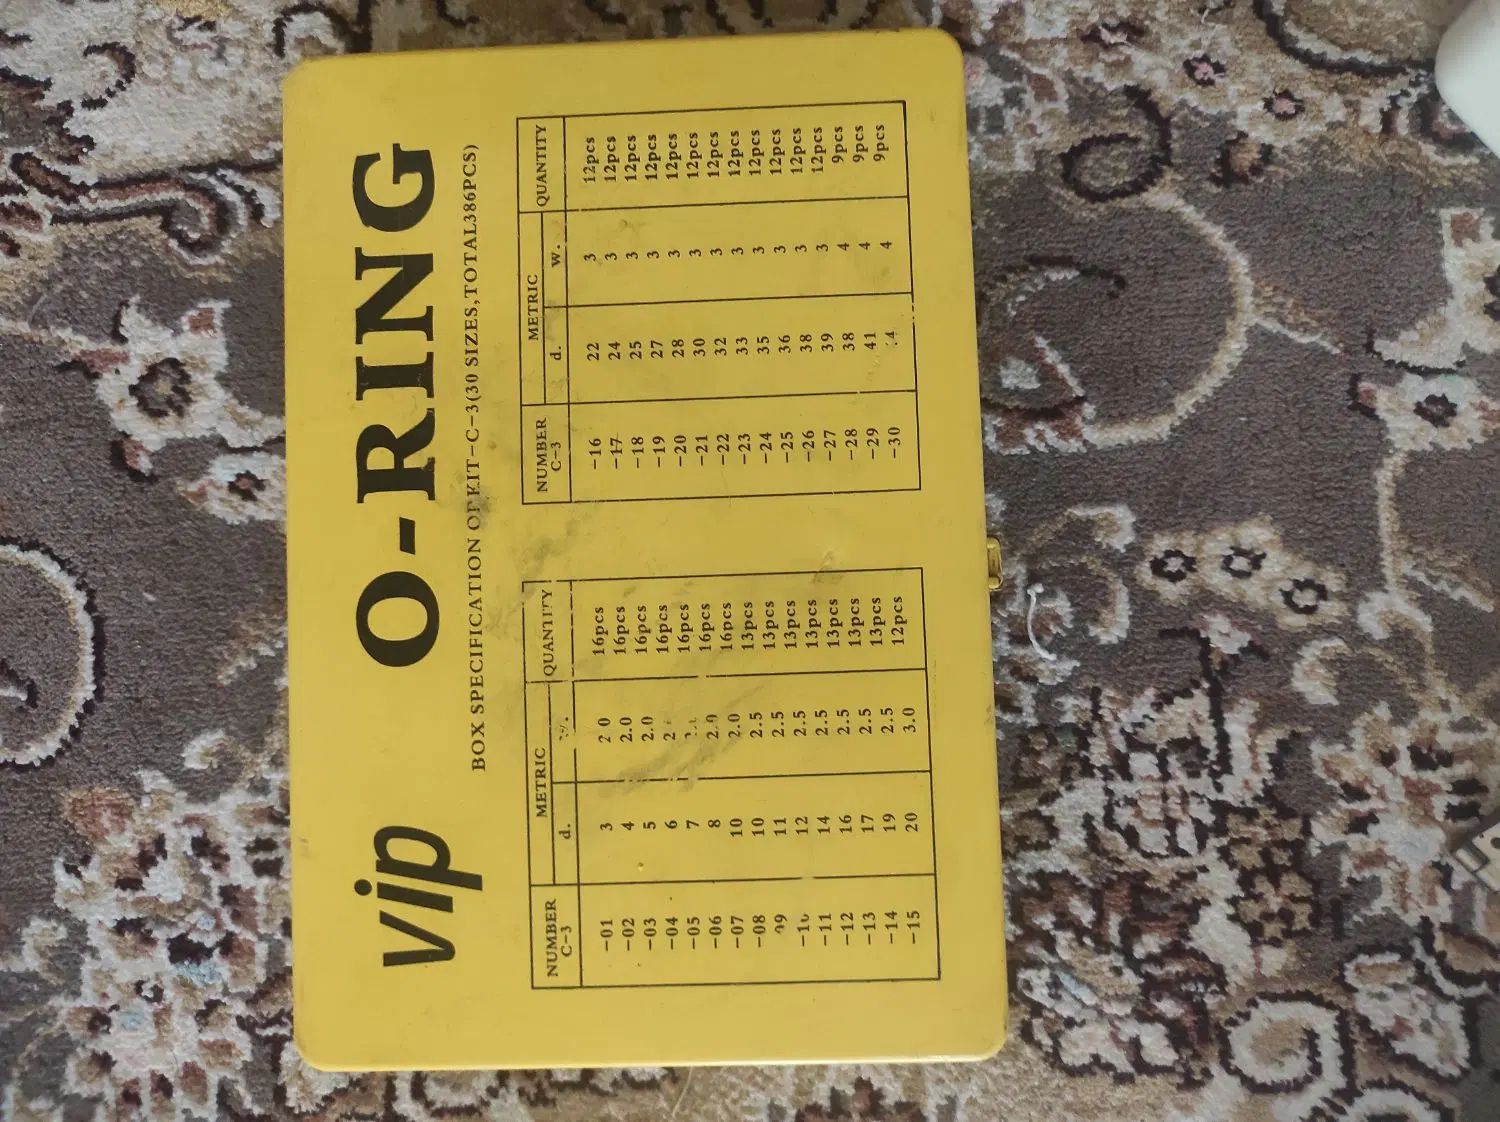 vip O-RING
BOX SPECIFICATION OF KIT-C-3(30 SIZES,TOTAL386PCS)
NUMBER C-3 METRIC QUANTITY
d. w.
-01 3 2.0 16pcs
-02 4 2.0 16pcs
-03 5 2.0 16pcs
-04 6 16pcs
-05 7 16pcs
-06 8 2.0 16pcs
-07 10 2.0 16pcs
-08 10 2.5 13pcs
11 2.5 13pcs
12 2.5 13pcs
-11 14 2.5 13pcs
-12 16 2.5 13pcs
-13 17 2.5 13pcs
-14 19 2.5 13pcs
-15 20 3.0 12pcs
NUMBER C-3 METRIC QUANTITY
d. w.
-16 22 3 12pcs
-17 24 3 12pcs
-18 25 3 12pcs
-19 27 3 12pcs
-20 28 3 12pcs
-21 30 3 12pcs
-22 32 3 12pcs
-23 33 3 12pcs
-24 35 3 12pcs
-25 36 3 12pcs
-26 38 3 12pcs
-27 39 3 12pcs
-28 38 4 9pcs
-29 41 4 9pcs
-30 4 9pcs